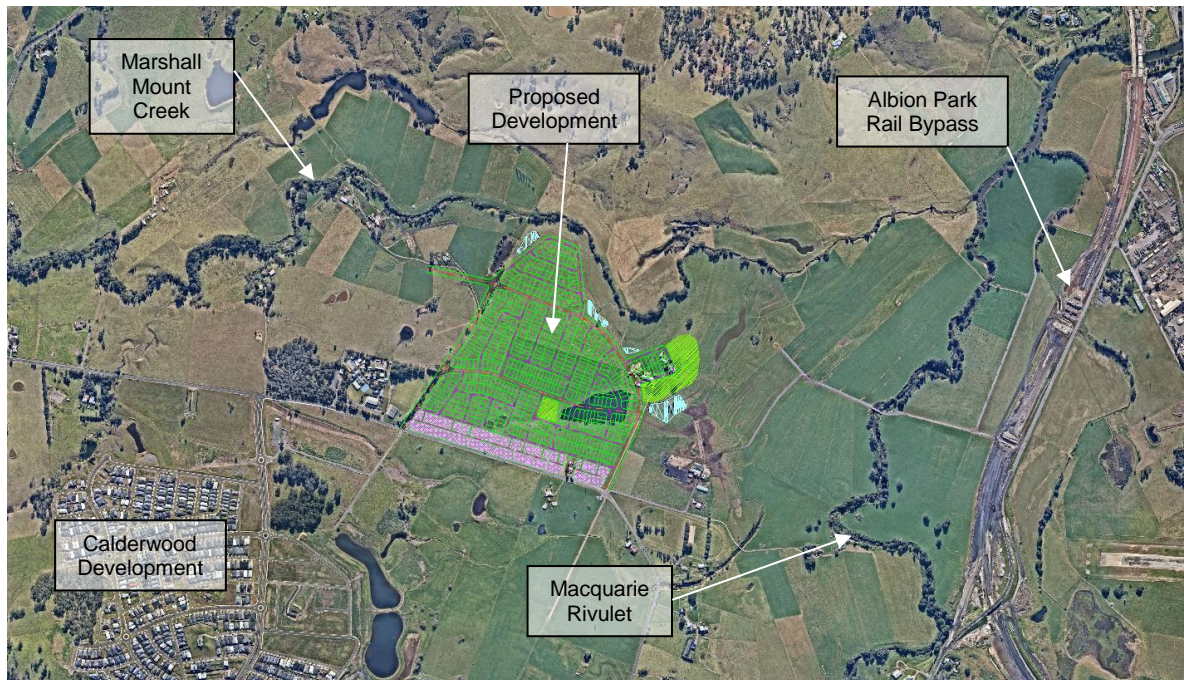 Marshall
Mount
Creek
Proposed
Development
Albion Park
Rail Bypass
Calderwood
Development
Macquarie
Rivulet